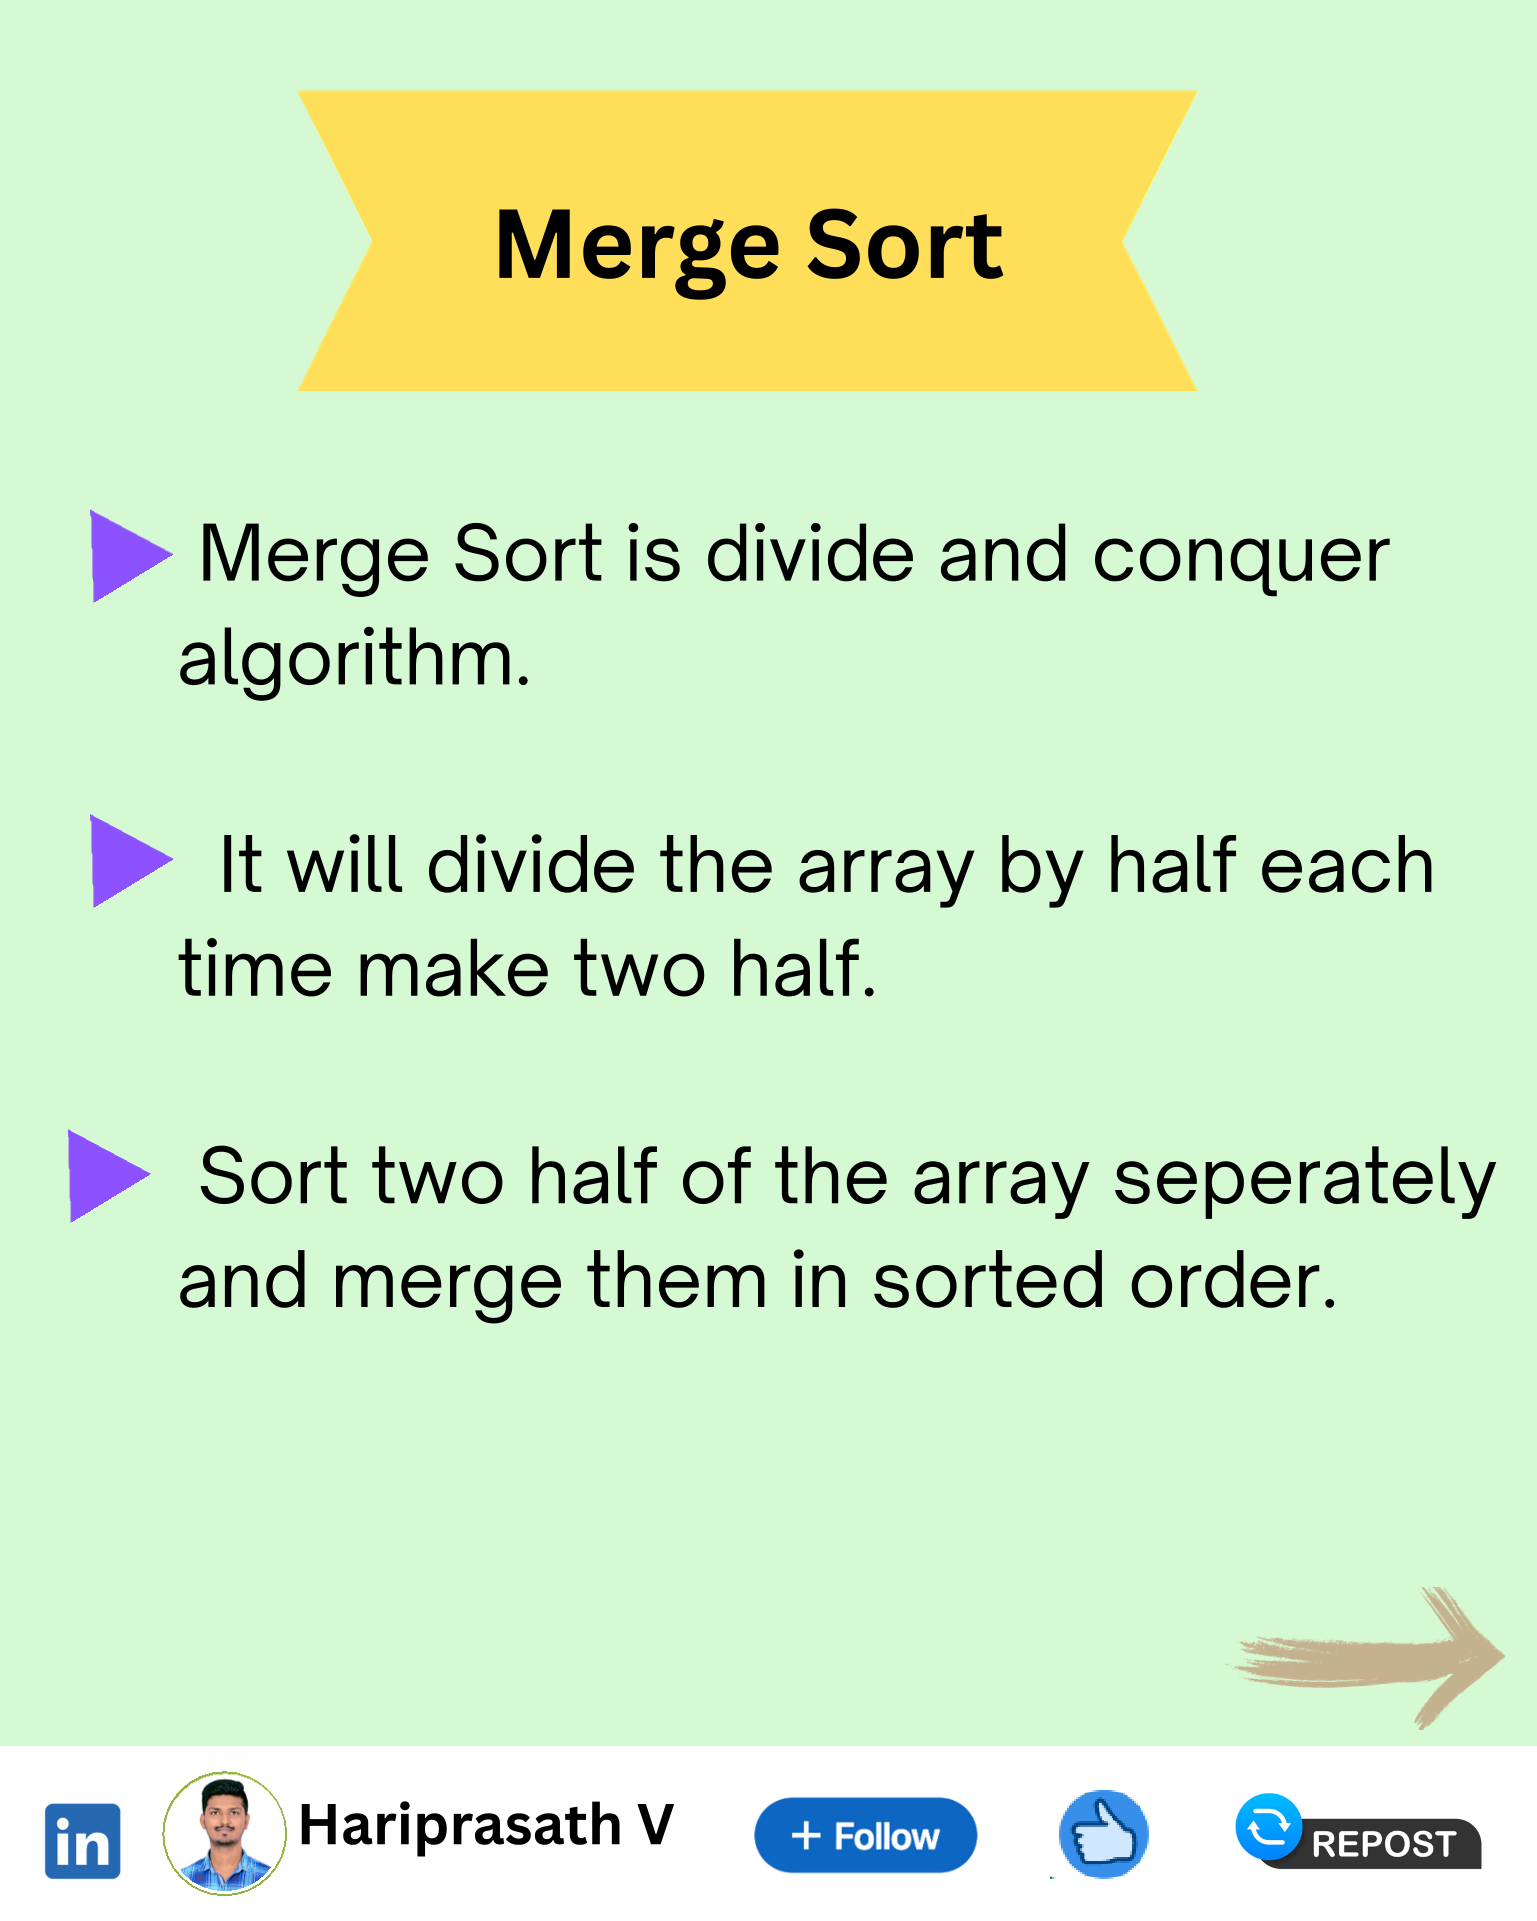 Merge Sort
Merge Sort is divide and conquer
algorithm.
It will divide the array by half each
time make two half.
Sort two half of the array seperately
and merge them in sorted order.
in
Hariprasath V
+ Follow
REPOST